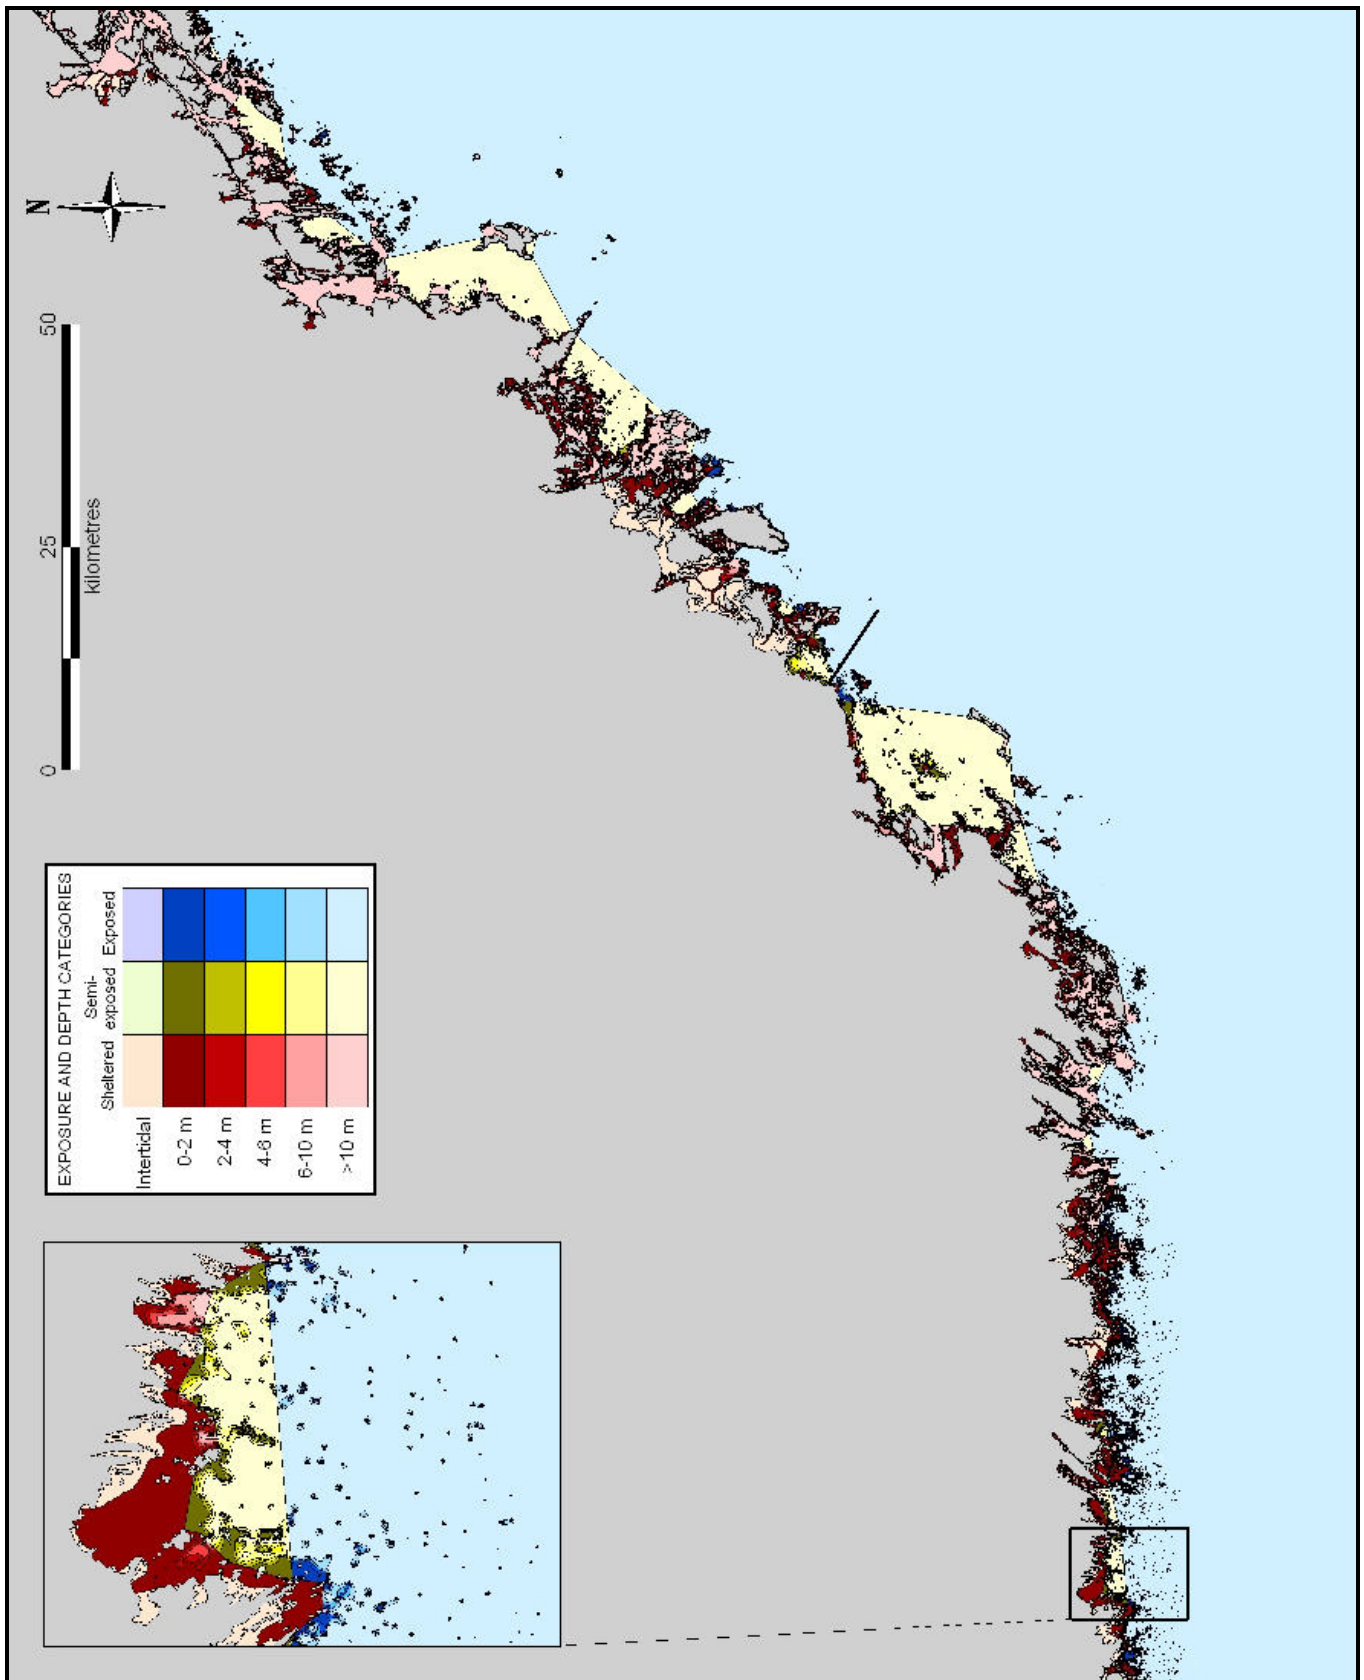 N
0 25 50
kilometres
EXPOSURE AND DEPTH CATEGORIES
Sheltered Semi-exposed Exposed
Intertidal
0-2 m
2-4 m
4-6 m
6-10 m
>10 m